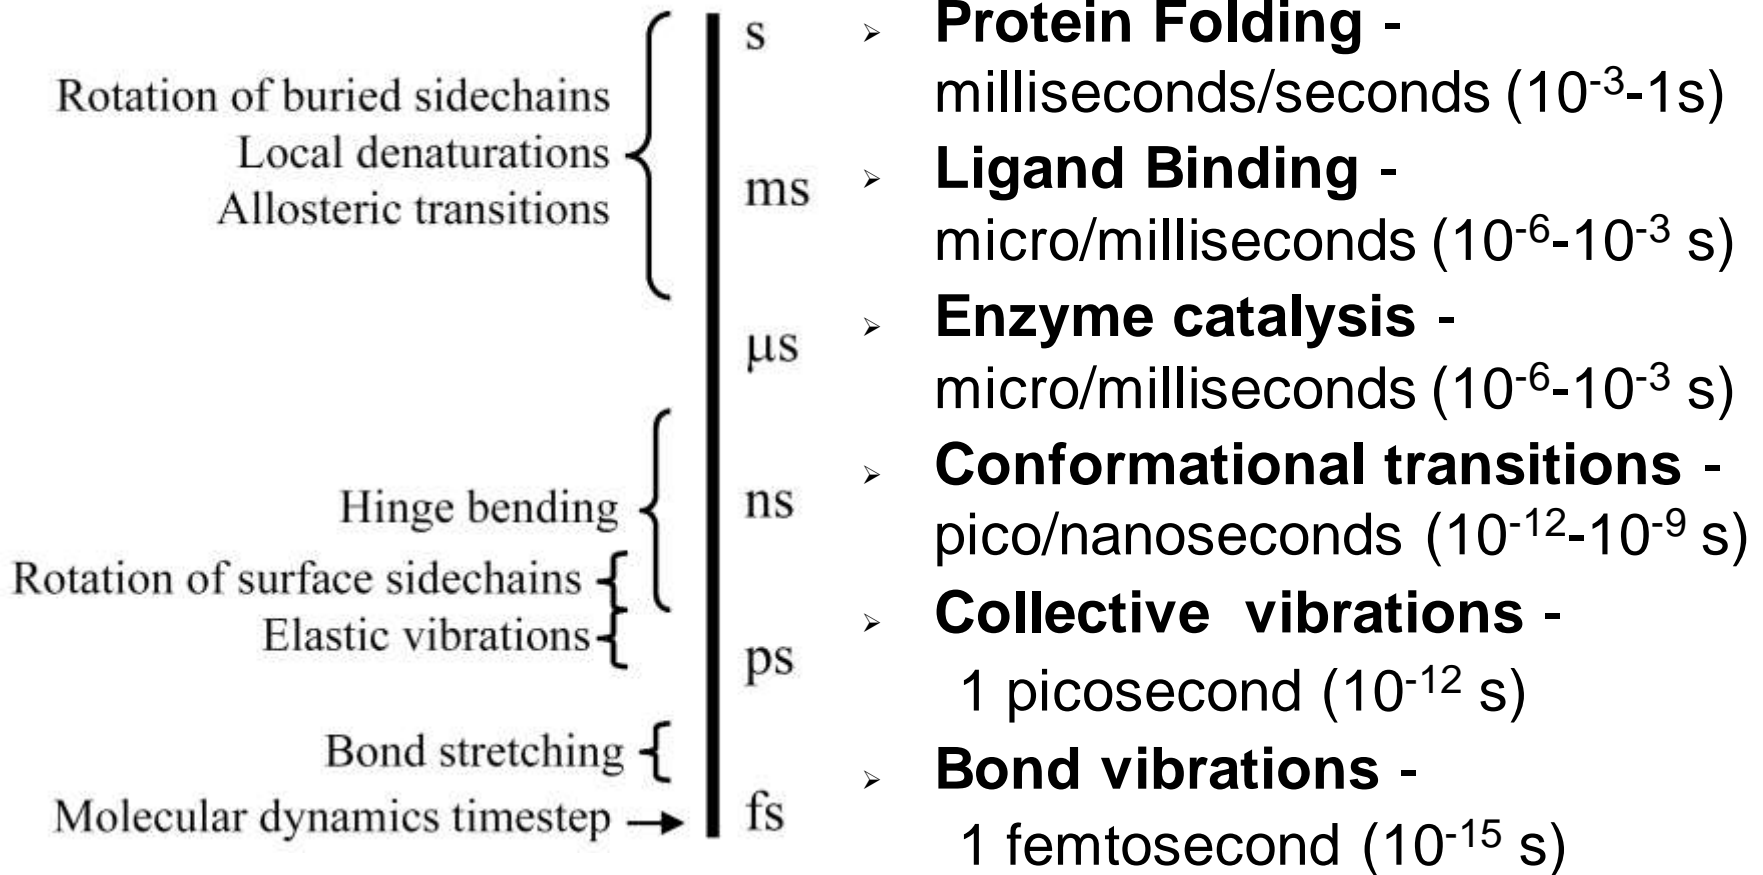 Rotation of buried sidechains
Local denaturations
Allosteric transitions
Hinge bending
Rotation of surface sidechains
Elastic vibrations
Bond stretching
Molecular dynamics timestep
s
ms
μs
ns
ps
fs
➢ Protein Folding -
milliseconds/seconds (10⁻³-1s)
➢ Ligand Binding -
micro/milliseconds (10⁻⁶-10⁻³ s)
➢ Enzyme catalysis -
micro/milliseconds (10⁻⁶-10⁻³ s)
➢ Conformational transitions -
pico/nanoseconds (10⁻¹²-10⁻⁹ s)
➢ Collective vibrations -
1 picosecond (10⁻¹² s)
➢ Bond vibrations -
1 femtosecond (10⁻¹⁵ s)